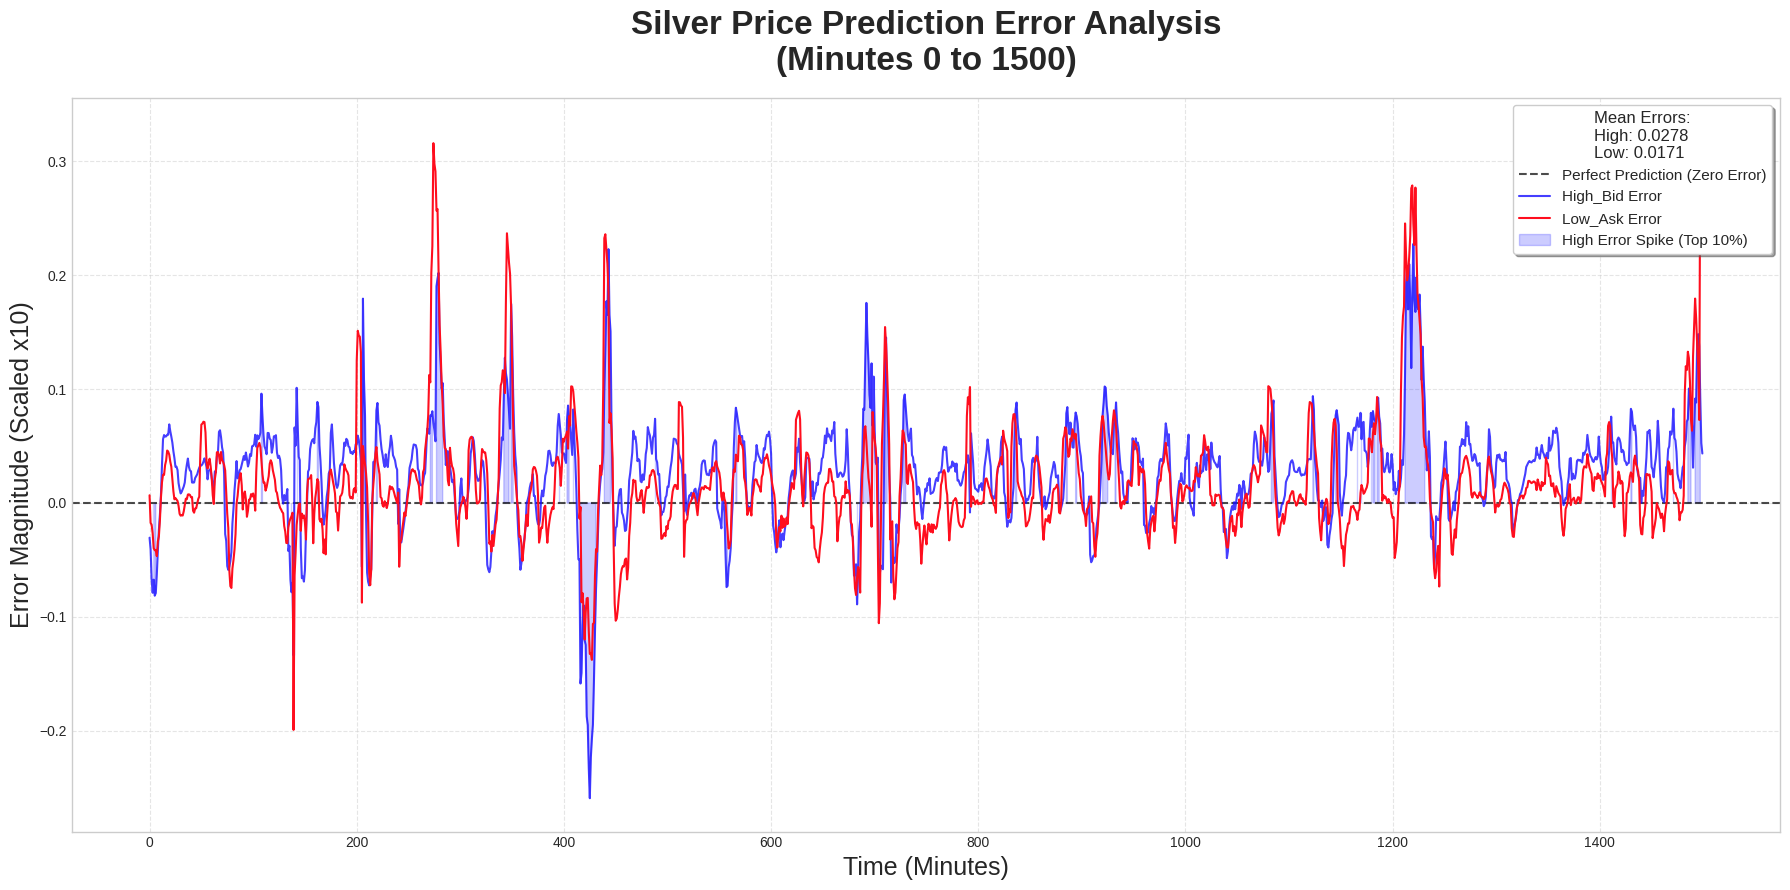 Silver Price Prediction Error Analysis
(Minutes 0 to 1500)
Mean Errors:
High: 0.0278
Low: 0.0171
Perfect Prediction (Zero Error)
High_Bid Error
Low_Ask Error
High Error Spike (Top 10%)
Error Magnitude (Scaled x10)
0.3
0.2
0.1
0.0
−0.1
−0.2
0 200 400 600 800 1000 1200 1400
Time (Minutes)